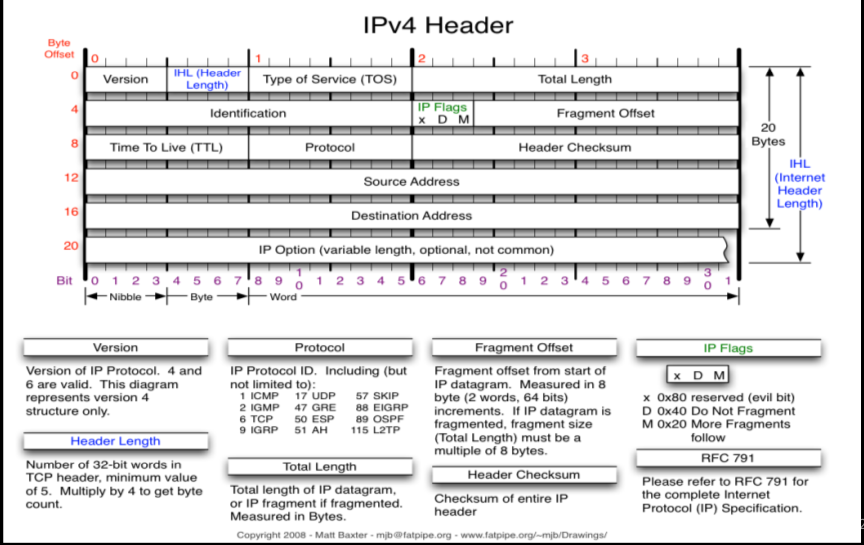 IPv4 Header
Byte
Offset
0 1 2 3
0 Version IHL (Header Length) Type of Service (TOS) Total Length
4 Identification IP Flags x D M Fragment Offset
8 Time To Live (TTL) Protocol Header Checksum
12 Source Address
16 Destination Address
20 IP Option (variable length, optional, not common)
20
Bytes
IHL
(Internet
Header
Length)
Bit 0 1 2 3 4 5 6 7 8 9 10 1 2 3 4 5 6 7 8 9 20 1 2 3 4 5 6 7 8 9 30 1
Nibble Byte Word
Version
Version of IP Protocol. 4 and
6 are valid. This diagram
represents version 4
structure only.
Header Length
Number of 32-bit words in
TCP header, minimum value
of 5. Multiply by 4 to get byte
count.
Protocol
IP Protocol ID. Including (but
not limited to):
1 ICMP 17 UDP 57 SKIP
2 IGMP 47 GRE 88 EIGRP
6 TCP 50 ESP 89 OSPF
9 IGRP 51 AH 115 L2TP
Total Length
Total length of IP datagram,
or IP fragment if fragmented.
Measured in Bytes.
Fragment Offset
Fragment offset from start of
IP datagram. Measured in 8
byte (2 words, 64 bits)
increments. If IP datagram is
fragmented, fragment size
(Total Length) must be a
multiple of 8 bytes.
Header Checksum
Checksum of entire IP
header
IP Flags
x D M
x 0x80 reserved (evil bit)
D 0x40 Do Not Fragment
M 0x20 More Fragments
follow
RFC 791
Please refer to RFC 791 for
the complete Internet
Protocol (IP) Specification.
Copyright 2008 - Matt Baxter - mjb@fatpipe.org - www.fatpipe.org/~mjb/Drawings/